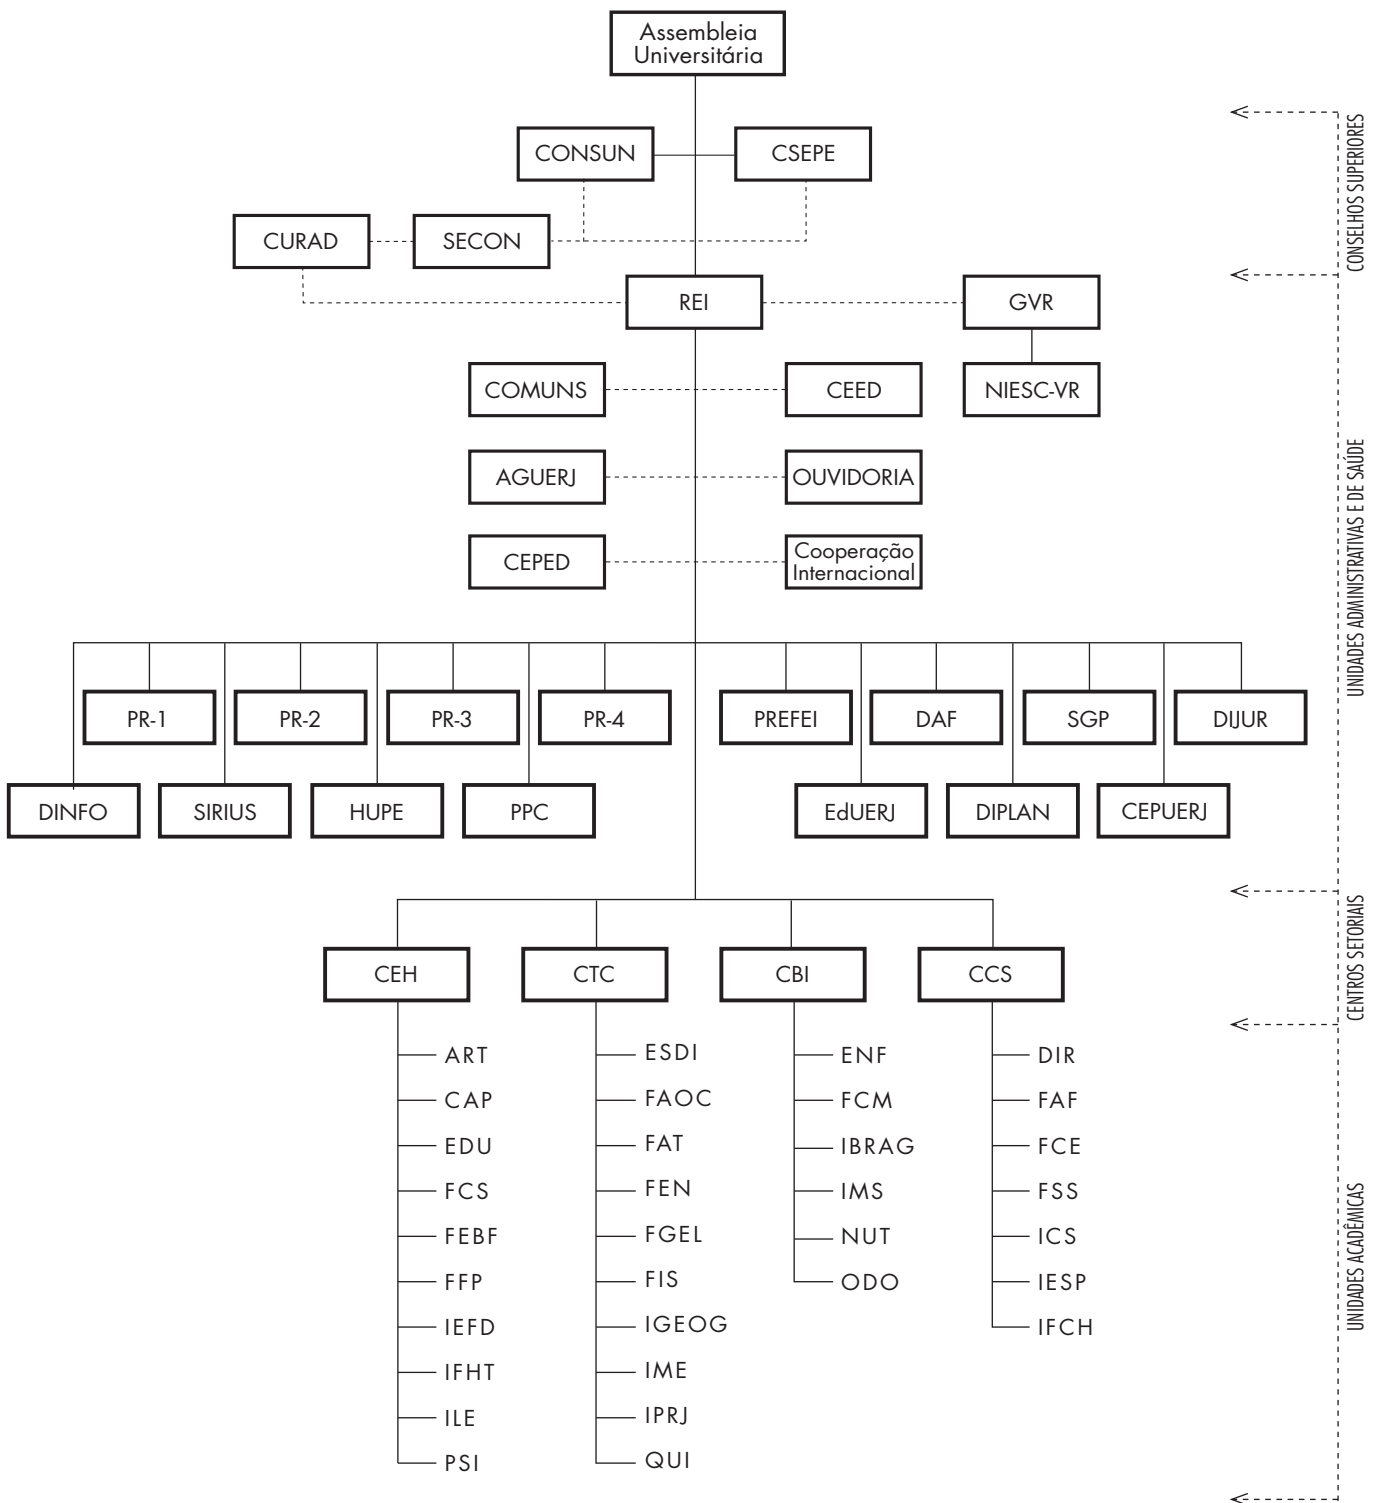 Assembleia
Universitária
CONSUN
CSEPE
CURAD
SECON
REI
GVR
COMUNS
CEED
NIESC-VR
AGUERJ
OUVIDORIA
CEPED
Cooperação
Internacional
PR-1
PR-2
PR-3
PR-4
PREFEI
DAF
SGP
DIJUR
DINFO
SIRIUS
HUPE
PPC
EdUERJ
DIPLAN
CEPUERJ
CEH
CTC
CBI
CCS
ART
CAP
EDU
FCS
FEBF
FFP
IEFD
IFHT
ILE
PSI
ESDI
FAOC
FAT
FEN
FGEL
FIS
IGEOG
IME
IPRJ
QUI
ENF
FCM
IBRAG
IMS
NUT
ODO
DIR
FAF
FCE
FSS
ICS
IESP
IFCH
CONSELHOS SUPERIORES
UNIDADES ADMINISTRATIVAS E DE SAÚDE
CENTROS SETORIAIS
UNIDADES ACADÊMICAS